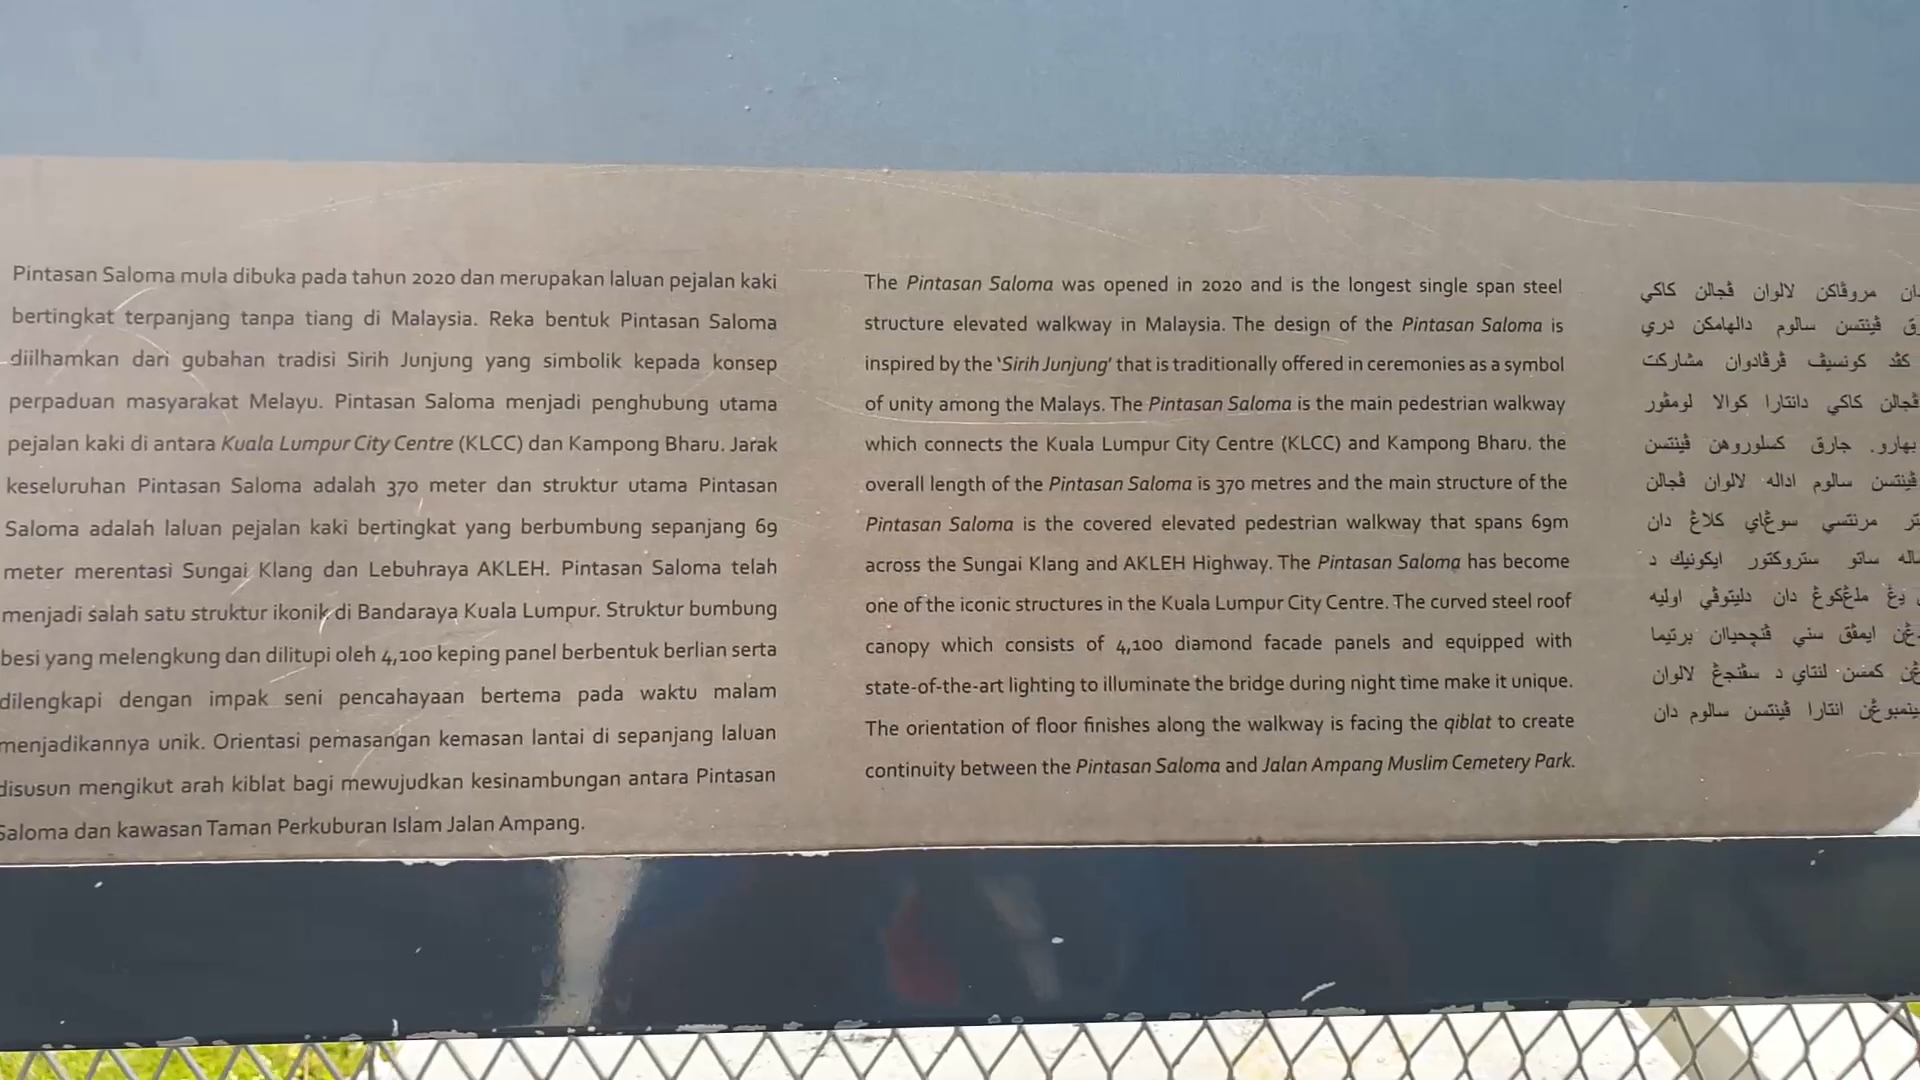 Pintasan Saloma mula dibuka pada tahun 2020 dan merupakan laluan pejalan kaki
bertingkat terpanjang tanpa tiang di Malaysia. Reka bentuk Pintasan Saloma
diilhamkan dari gubahan tradisi Sirih Junjung yang simbolik kepada konsep
perpaduan masyarakat Melayu. Pintasan Saloma menjadi penghubung utama
pejalan kaki di antara Kuala Lumpur City Centre (KLCC) dan Kampong Bharu. Jarak
keseluruhan Pintasan Saloma adalah 370 meter dan struktur utama Pintasan
Saloma adalah laluan pejalan kaki bertingkat yang berbumbung sepanjang 69
meter merentasi Sungai Klang dan Lebuhraya AKLEH. Pintasan Saloma telah
menjadi salah satu struktur ikonik di Bandaraya Kuala Lumpur. Struktur bumbung
besi yang melengkung dan dilitupi oleh 4,100 keping panel berbentuk berlian serta
dilengkapi dengan impak seni pencahayaan bertema pada waktu malam
menjadikannya unik. Orientasi pemasangan kemasan lantai di sepanjang laluan
disusun mengikut arah kiblat bagi mewujudkan kesinambungan antara Pintasan
Saloma dan kawasan Taman Perkuburan Islam Jalan Ampang.
The Pintasan Saloma was opened in 2020 and is the longest single span steel
structure elevated walkway in Malaysia. The design of the Pintasan Saloma is
inspired by the ‘Sirih Junjung’ that is traditionally offered in ceremonies as a symbol
of unity among the Malays. The Pintasan Saloma is the main pedestrian walkway
which connects the Kuala Lumpur City Centre (KLCC) and Kampong Bharu. the
overall length of the Pintasan Saloma is 370 metres and the main structure of the
Pintasan Saloma is the covered elevated pedestrian walkway that spans 69m
across the Sungai Klang and AKLEH Highway. The Pintasan Saloma has become
one of the iconic structures in the Kuala Lumpur City Centre. The curved steel roof
canopy which consists of 4,100 diamond facade panels and equipped with
state-of-the-art lighting to illuminate the bridge during night time make it unique.
The orientation of floor finishes along the walkway is facing the qiblat to create
continuity between the Pintasan Saloma and Jalan Ampang Muslim Cemetery Park.
مروڤاكن لالوان ڤجالن كاكي
ڤينتسن سالوم دالهامكن دري
كڤد كونسيڤ ڤرڤادوان مشاركت
ڤجالن كاكي دانتارا كوالا لومڤور
بهارو. جارق كسلوروهن ڤينتسن
ڤينتسن سالوم اداله لالوان ڤجالن
مرنتسي سوڠاي كلاڠ دان
ساتو ستروكتور ايكونيك د
يڠ ملڠكوڠ دان دليتوڤي اوليه
ايمڤق سني ڤنچحياان برتيما
كمسن لنتاي د سڤنجڠ لالوان
انتارا ڤينتسن سالوم دان